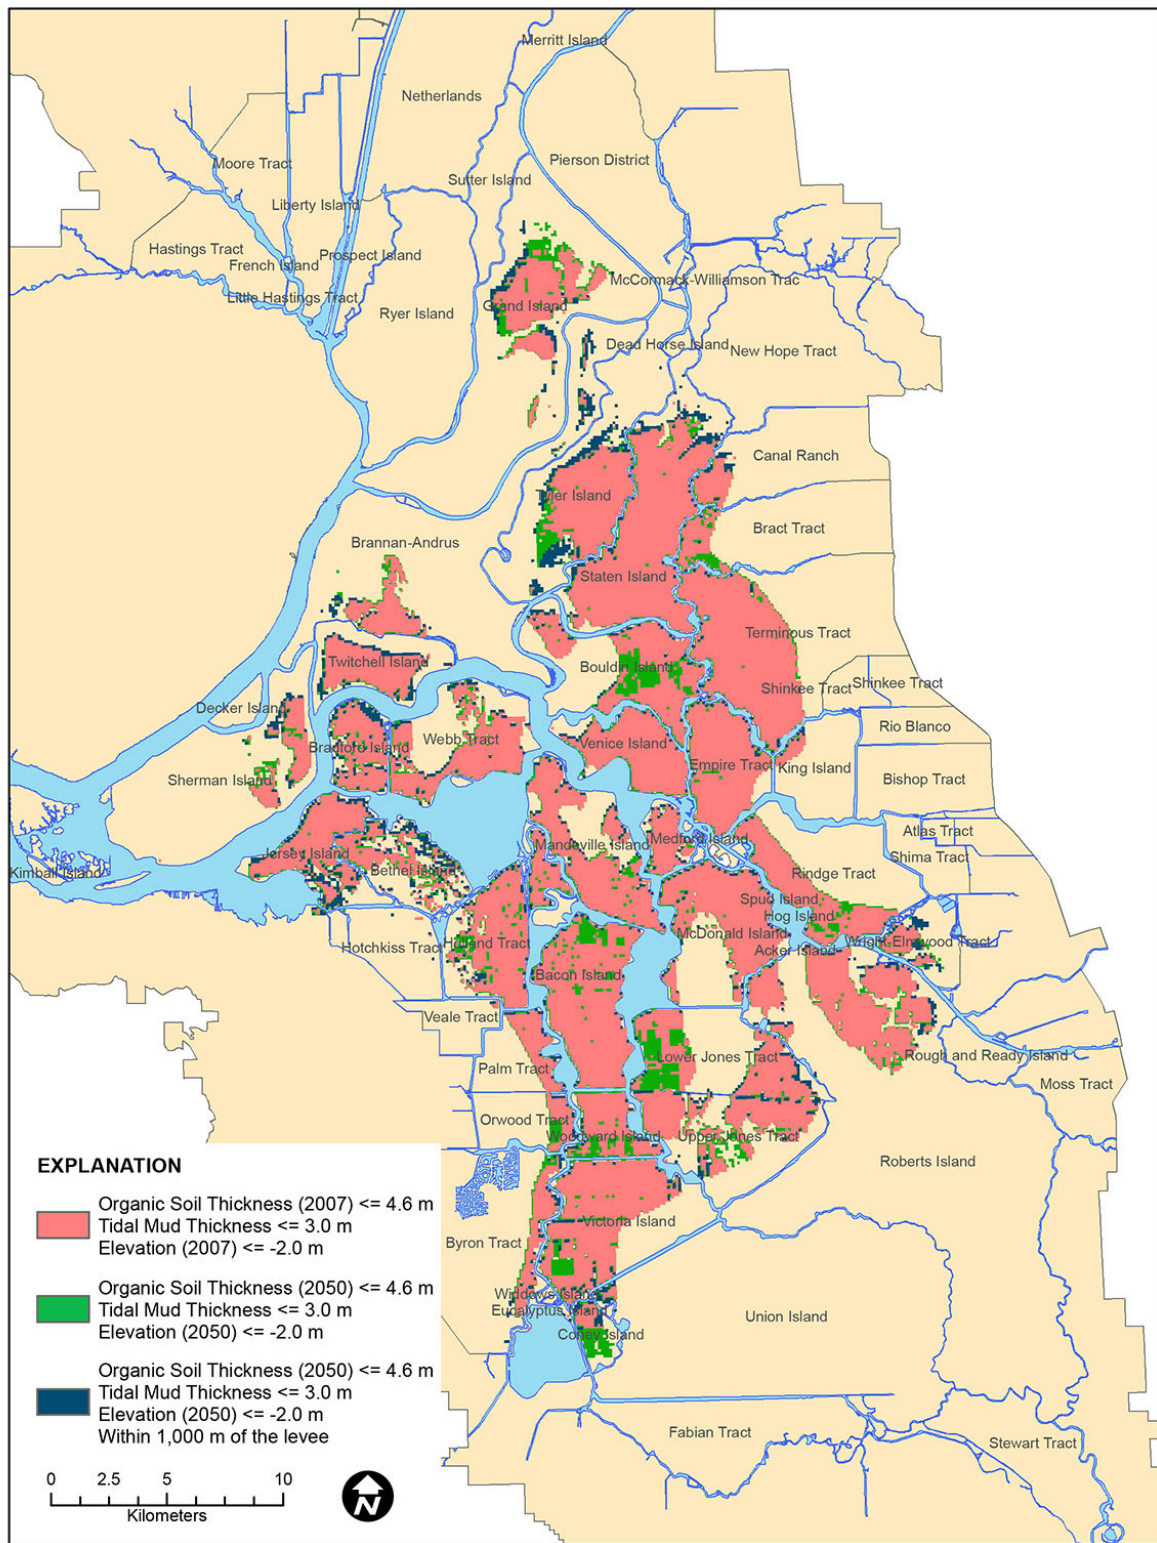 Merritt Island
Netherlands
Pierson District
Moore Tract
Sutter Island
Liberty Island
Hastings Tract
Prospect Island
French Island
McCormack-Williamson Trac
Little Hastings Tract
Grand Island
Ryer Island
Dead Horse Island
New Hope Tract
Canal Ranch
Tyler Island
Bract Tract
Brannan-Andrus
Staten Island
Terminous Tract
Twitchell Island
Bouldin Island
Shinkee Tract
Shinkee Tract
Decker Island
Rio Blanco
Webb Tract
Bradford Island
Venice Island
Empire Tract
King Island
Sherman Island
Bishop Tract
Atlas Tract
Medford Island
Mandeville Island
Jersey Island
Shima Tract
Kimball Island
Bethel Island
Rindge Tract
Spud Island
Hog Island
McDonald Island
Hotchkiss Tract
Holland Tract
Wright-Elmwood Tract
Acker Island
Bacon Island
Veale Tract
Lower Jones Tract
Rough and Ready Island
Palm Tract
Moss Tract
Orwood Tract
Woodward Island
Upper Jones Tract
Roberts Island
Victoria Island
Byron Tract
Widdows Island
Eucalyptus Island
Union Island
Coney Island
Fabian Tract
Stewart Tract
EXPLANATION
Organic Soil Thickness (2007) <= 4.6 m
Tidal Mud Thickness <= 3.0 m
Elevation (2007) <= -2.0 m
Organic Soil Thickness (2050) <= 4.6 m
Tidal Mud Thickness <= 3.0 m
Elevation (2050) <= -2.0 m
Organic Soil Thickness (2050) <= 4.6 m
Tidal Mud Thickness <= 3.0 m
Elevation (2050) <= -2.0 m
Within 1,000 m of the levee
0 2.5 5 10
Kilometers
N